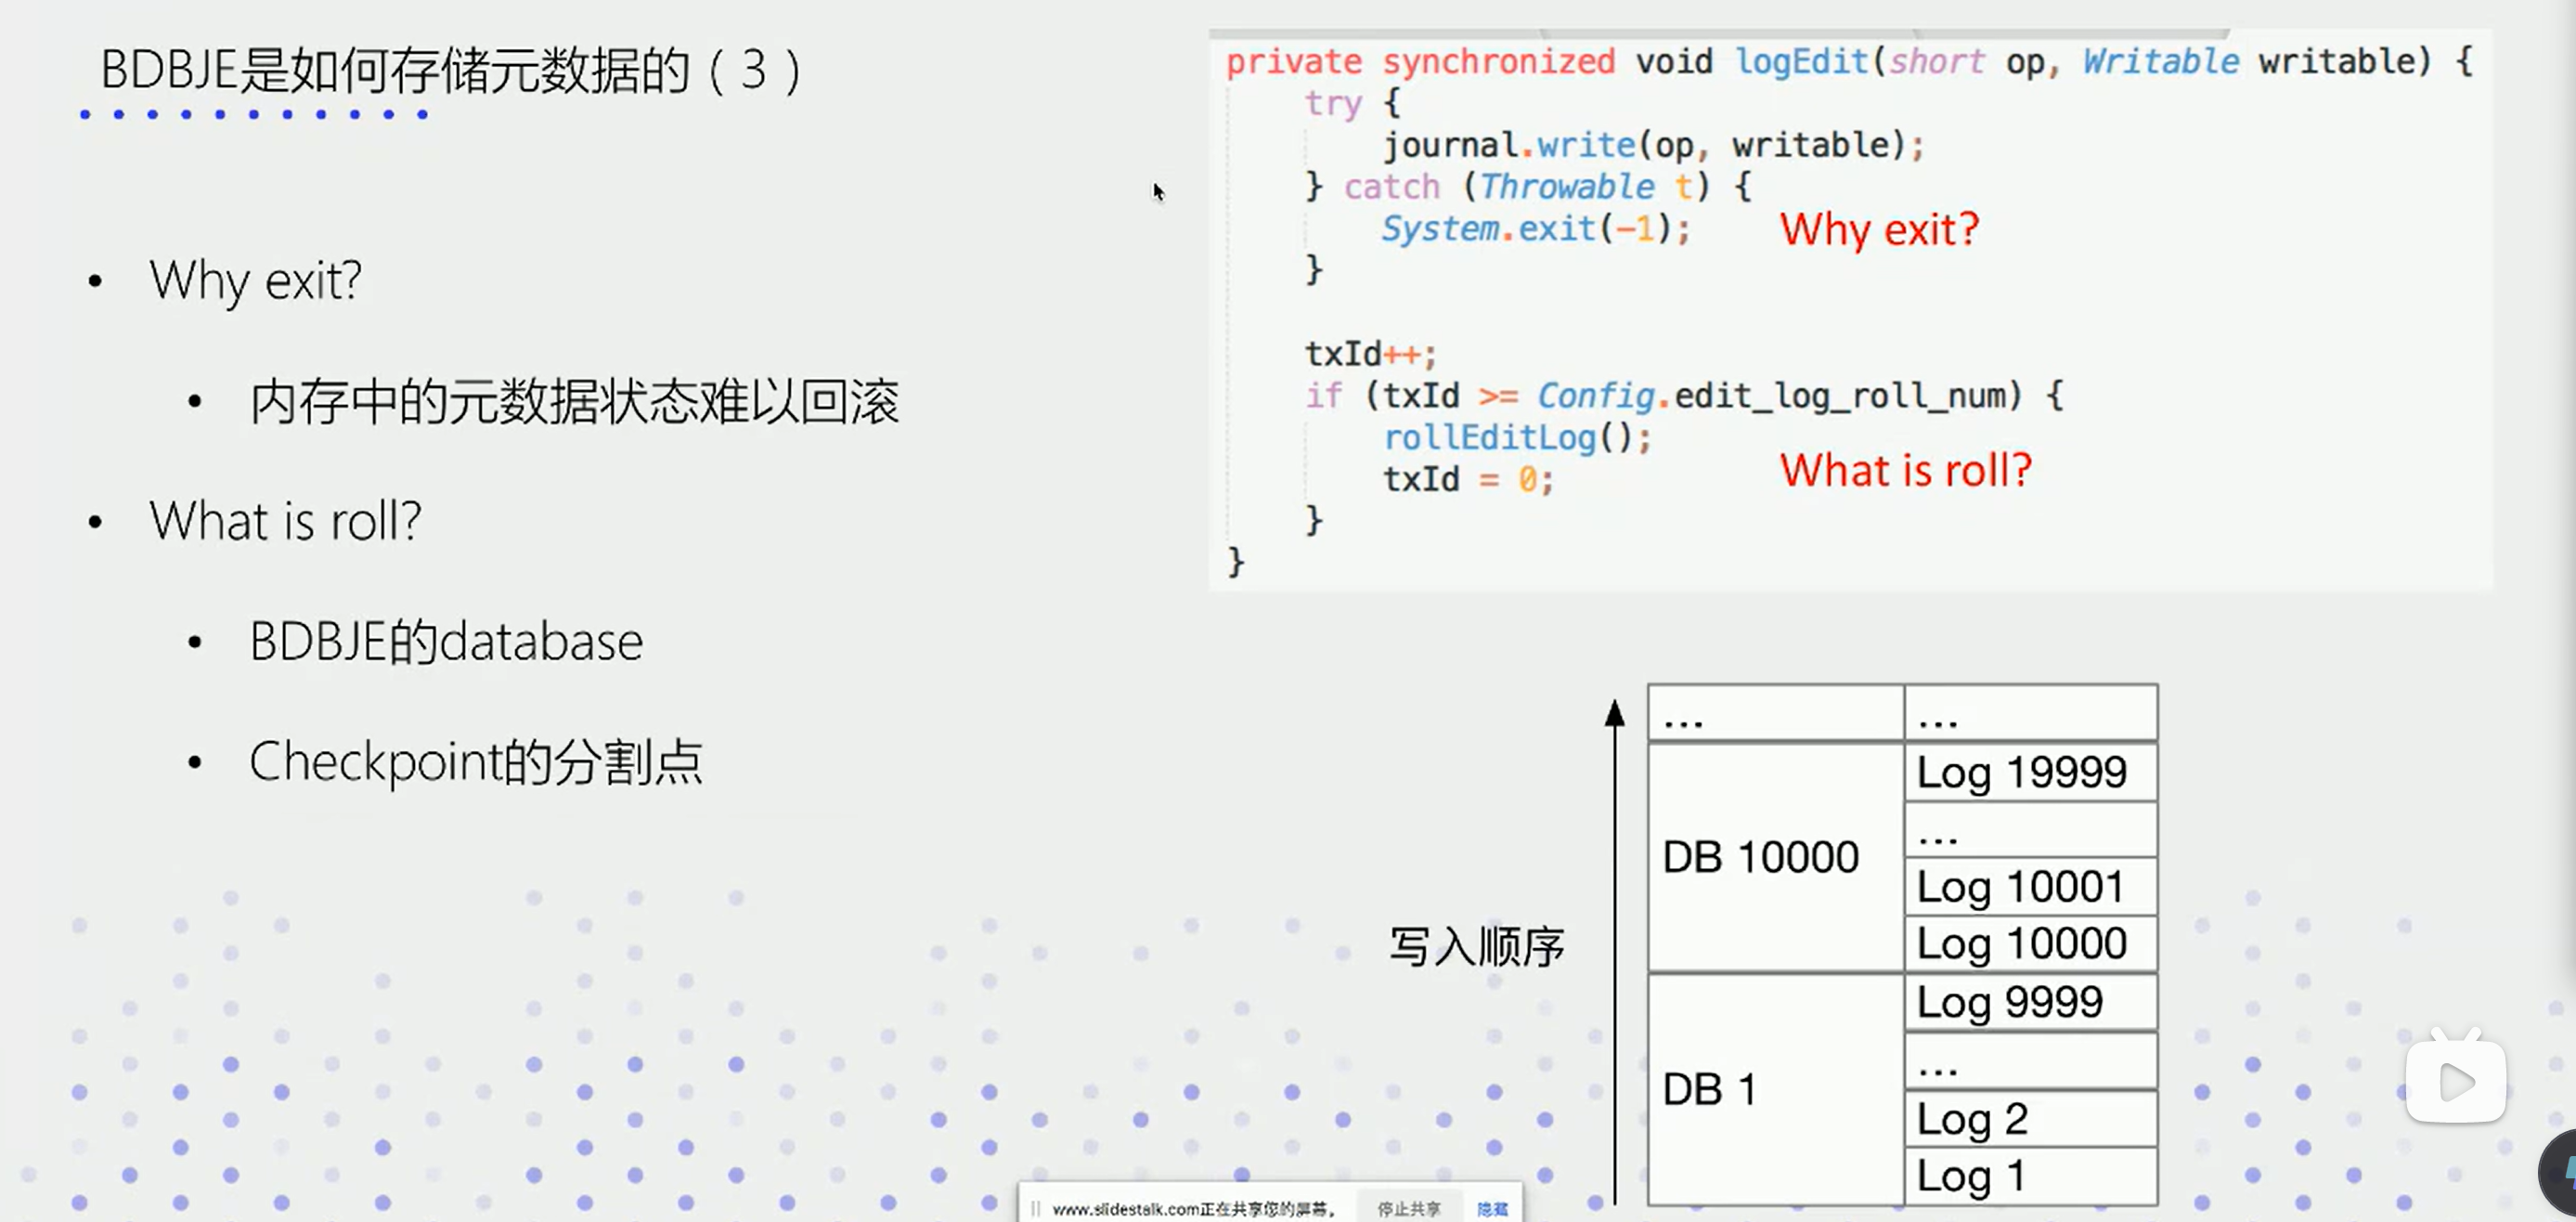 BDBJE是如何存储元数据的（3）
• Why exit?
• 内存中的元数据状态难以回滚
• What is roll?
• BDBJE的database
• Checkpoint的分割点
private synchronized void logEdit(short op, Writable writable) {
try {
journal.write(op, writable);
} catch (Throwable t) {
System.exit(-1);
Why exit?
}
txId++;
if (txId >= Config.edit_log_roll_num) {
rollEditLog();
txId = 0;
What is roll?
}
}
写入顺序
... ...
DB 10000
Log 19999
...
Log 10001
Log 10000
DB 1
Log 9999
...
Log 2
Log 1
www.slidestalk.com正在共享您的屏幕。 停止共享 隐藏